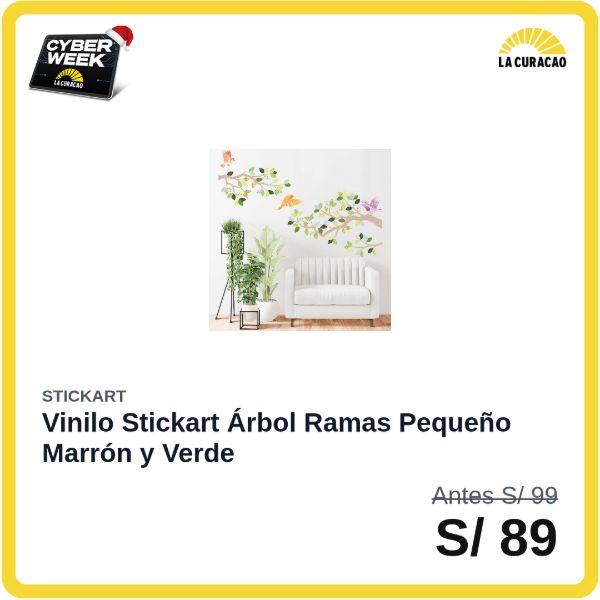 CYBER
WEEK
LA CURACAO
LA CURACAO
STICKART
Vinilo Stickart Árbol Ramas Pequeño
Marrón y Verde
Antes S/ 99
S/ 89